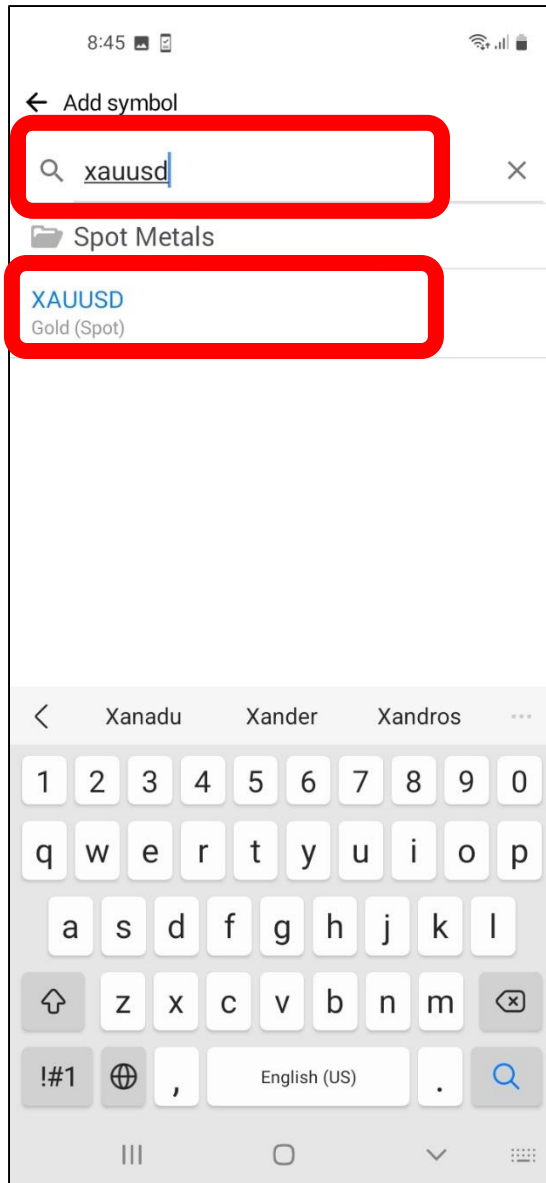 8:45
Add symbol
xauusd
Spot Metals
XAUUSD
Gold (Spot)
Xanadu Xander Xandros
1 2 3 4 5 6 7 8 9 0
q w e r t y u i o p
a s d f g h j k l
z x c v b n m
!#1 , English (US) .